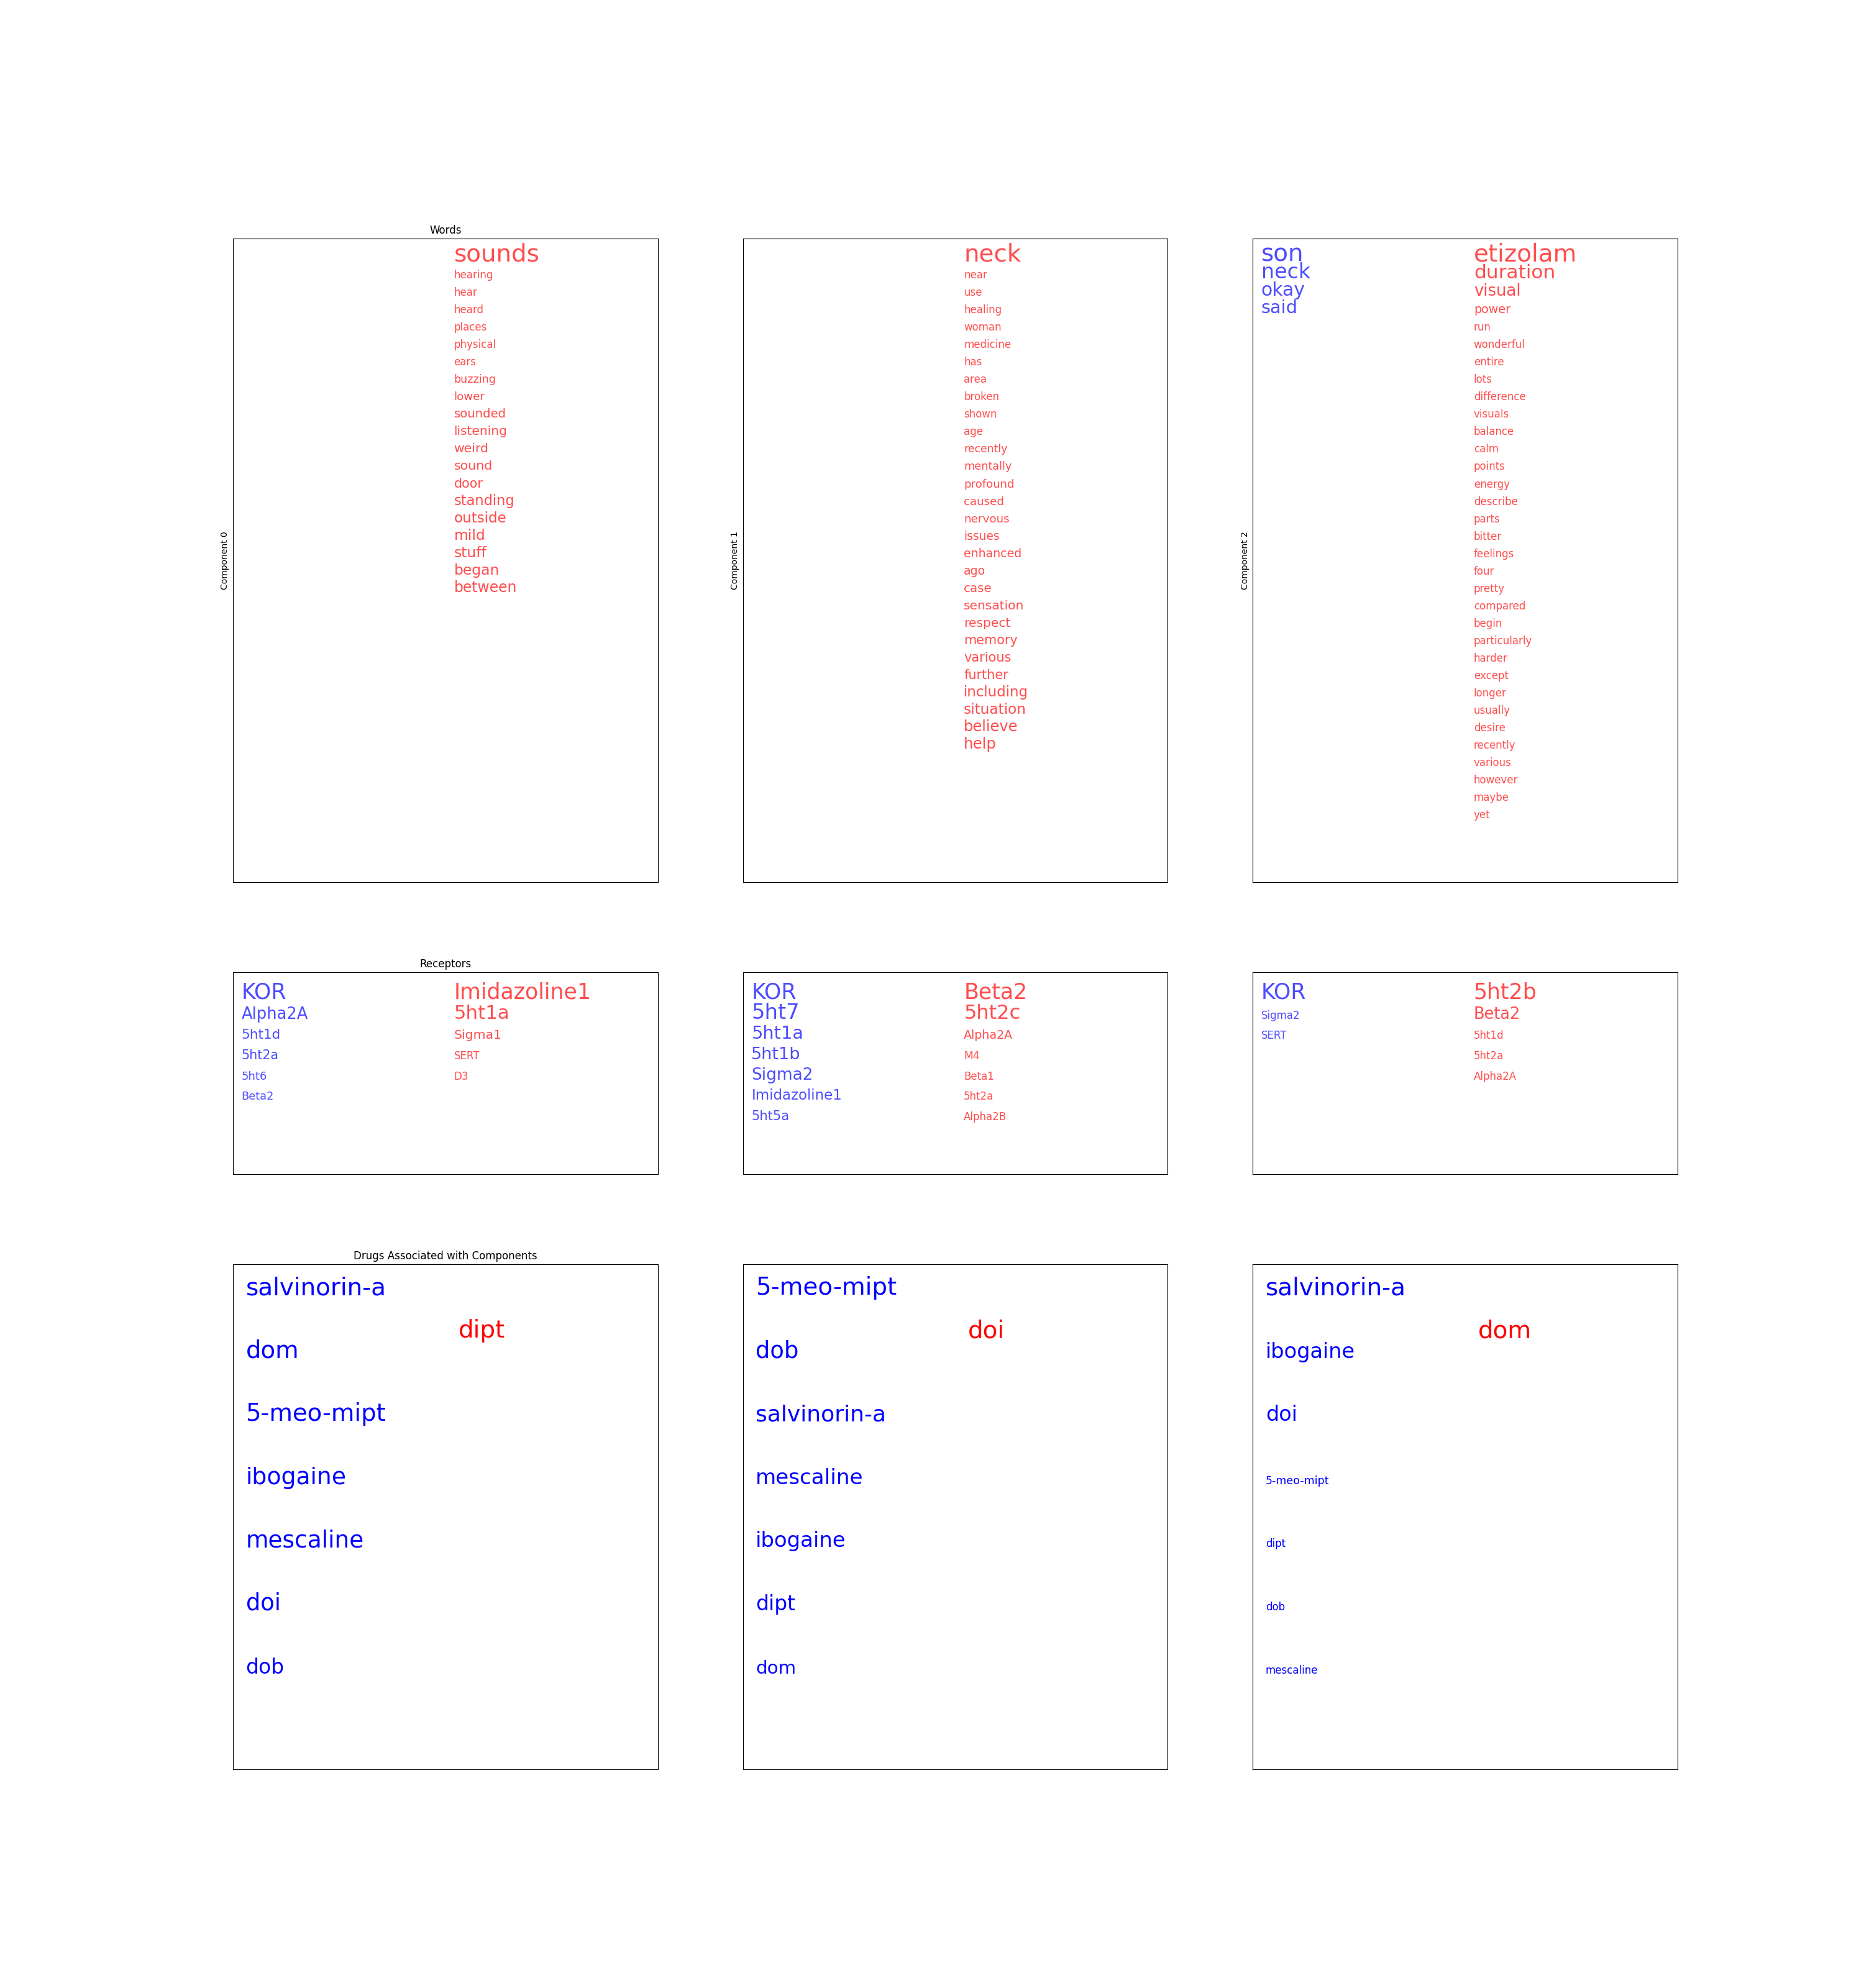 Words
Component 0
sounds
hearing
hear
heard
places
physical
ears
buzzing
lower
sounded
listening
weird
sound
door
standing
outside
mild
stuff
began
between
Component 1
neck
near
use
healing
woman
medicine
has
area
broken
shown
age
recently
mentally
profound
caused
nervous
issues
enhanced
ago
case
sensation
respect
memory
various
further
including
situation
believe
help
Component 2
son
neck
okay
said
etizolam
duration
visual
power
run
wonderful
entire
lots
difference
visuals
balance
calm
points
energy
describe
parts
bitter
feelings
four
pretty
compared
begin
particularly
harder
except
longer
usually
desire
recently
various
however
maybe
yet
Receptors
KOR
Alpha2A
5ht1d
5ht2a
5ht6
Beta2
Imidazoline1
5ht1a
Sigma1
SERT
D3
KOR
5ht7
5ht1a
5ht1b
Sigma2
Imidazoline1
5ht5a
Beta2
5ht2c
Alpha2A
M4
Beta1
5ht2a
Alpha2B
KOR
Sigma2
SERT
5ht2b
Beta2
5ht1d
5ht2a
Alpha2A
Drugs Associated with Components
salvinorin-a
dom
5-meo-mipt
ibogaine
mescaline
doi
dob
dipt
5-meo-mipt
dob
salvinorin-a
mescaline
ibogaine
dipt
dom
doi
salvinorin-a
ibogaine
doi
5-meo-mipt
dipt
dob
mescaline
dom